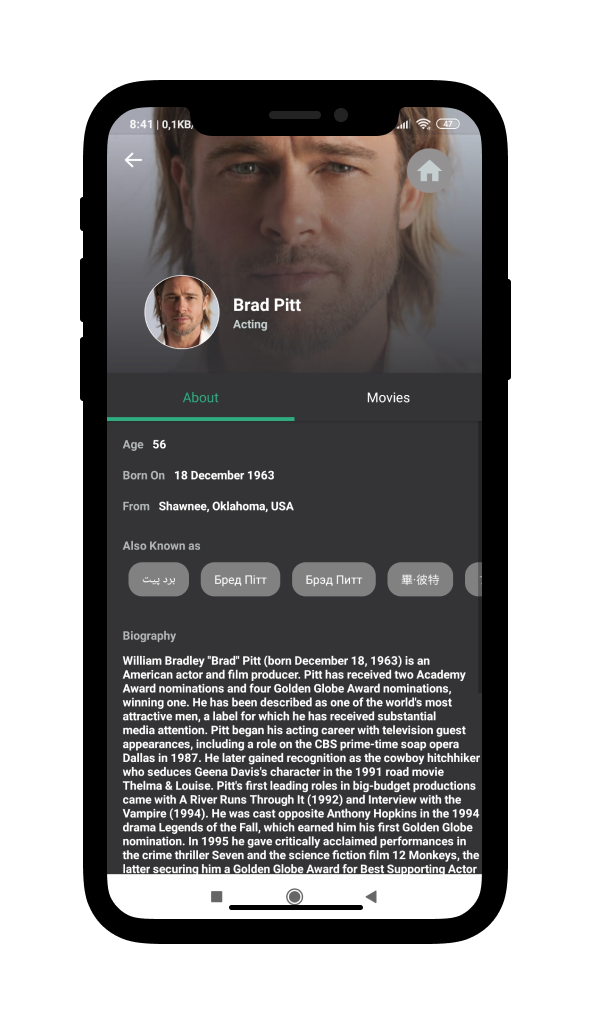 8:41 | 0,1KB/
47
Brad Pitt
Acting
About
Movies
Age 56
Born On 18 December 1963
From Shawnee, Oklahoma, USA
Also Known as
برد پیت
Бред Пітт
Брэд Питт
畢·彼特
Biography
William Bradley "Brad" Pitt (born December 18, 1963) is an
American actor and film producer. Pitt has received two Academy
Award nominations and four Golden Globe Award nominations,
winning one. He has been described as one of the world's most
attractive men, a label for which he has received substantial
media attention. Pitt began his acting career with television guest
appearances, including a role on the CBS prime-time soap opera
Dallas in 1987. He later gained recognition as the cowboy hitchhiker
who seduces Geena Davis's character in the 1991 road movie
Thelma & Louise. Pitt's first leading roles in big-budget productions
came with A River Runs Through It (1992) and Interview with the
Vampire (1994). He was cast opposite Anthony Hopkins in the 1994
drama Legends of the Fall, which earned him his first Golden Globe
nomination. In 1995 he gave critically acclaimed performances in
the crime thriller Seven and the science fiction film 12 Monkeys, the
latter securing him a Golden Globe Award for Best Supporting Actor